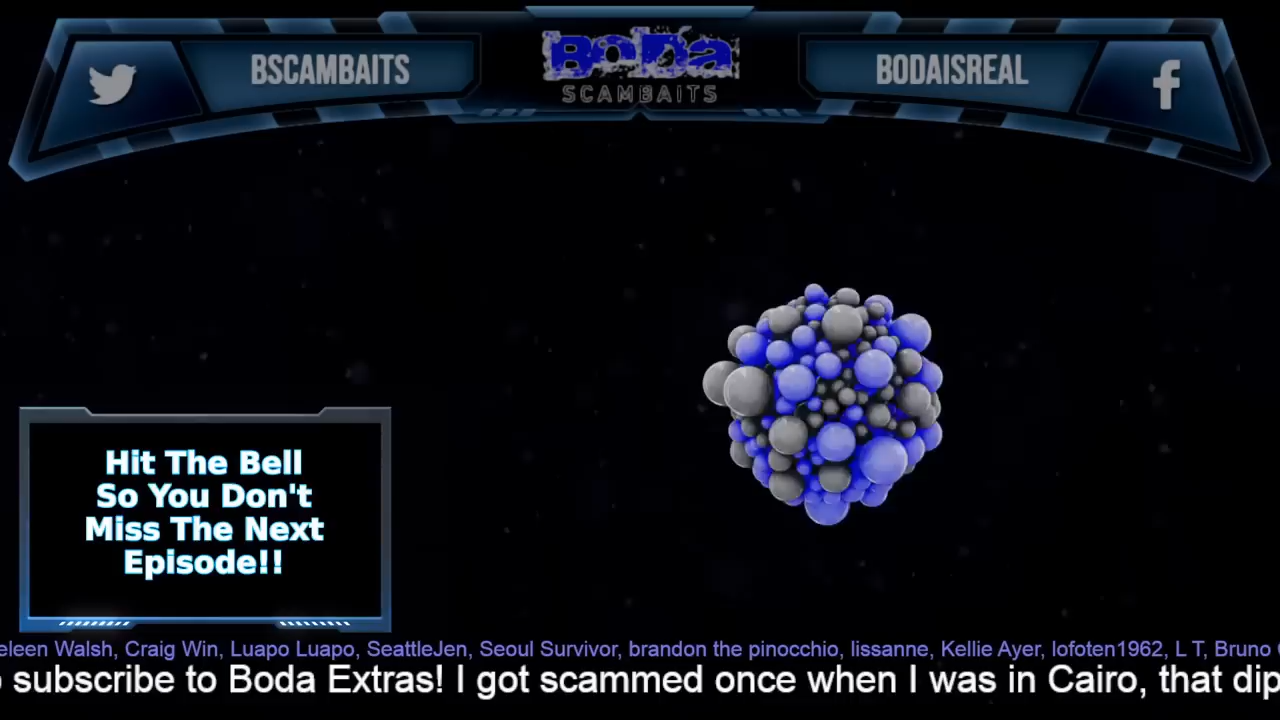 BSCAMBAITS
BoDa
SCAMBAITS
BODAISREAL
Hit The Bell
So You Don't
Miss The Next
Episode!!
Walsh, Craig Win, Luapo Luapo, SeattleJen, Seoul Survivor, brandon the pinocchio, lissanne, Kellie Ayer, lofoten1962, L T, Bruno
subscribe to Boda Extras! I got scammed once when I was in Cairo, that